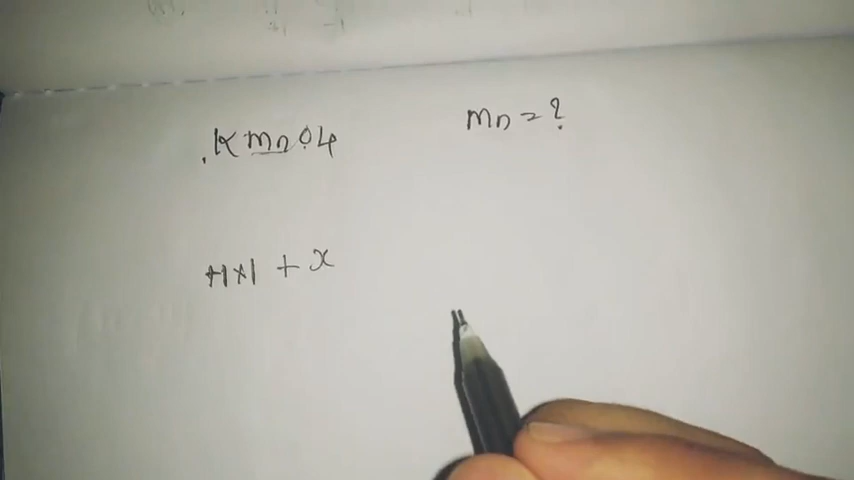 KMnO4
Mn = ?
+1×1 + x